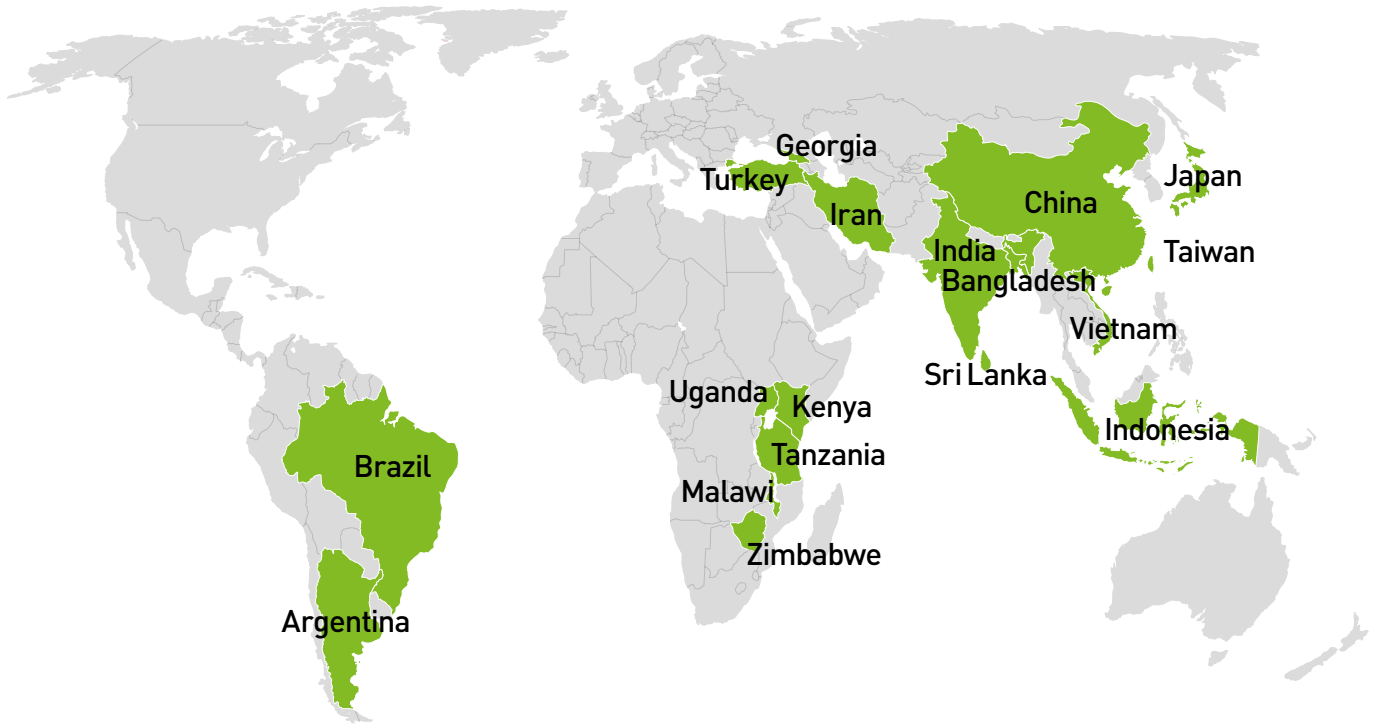 Georgia
Turkey
Japan
China
Iran
India
Taiwan
Bangladesh
Vietnam
Sri Lanka
Uganda
Kenya
Indonesia
Tanzania
Brazil
Malawi
Zimbabwe
Argentina